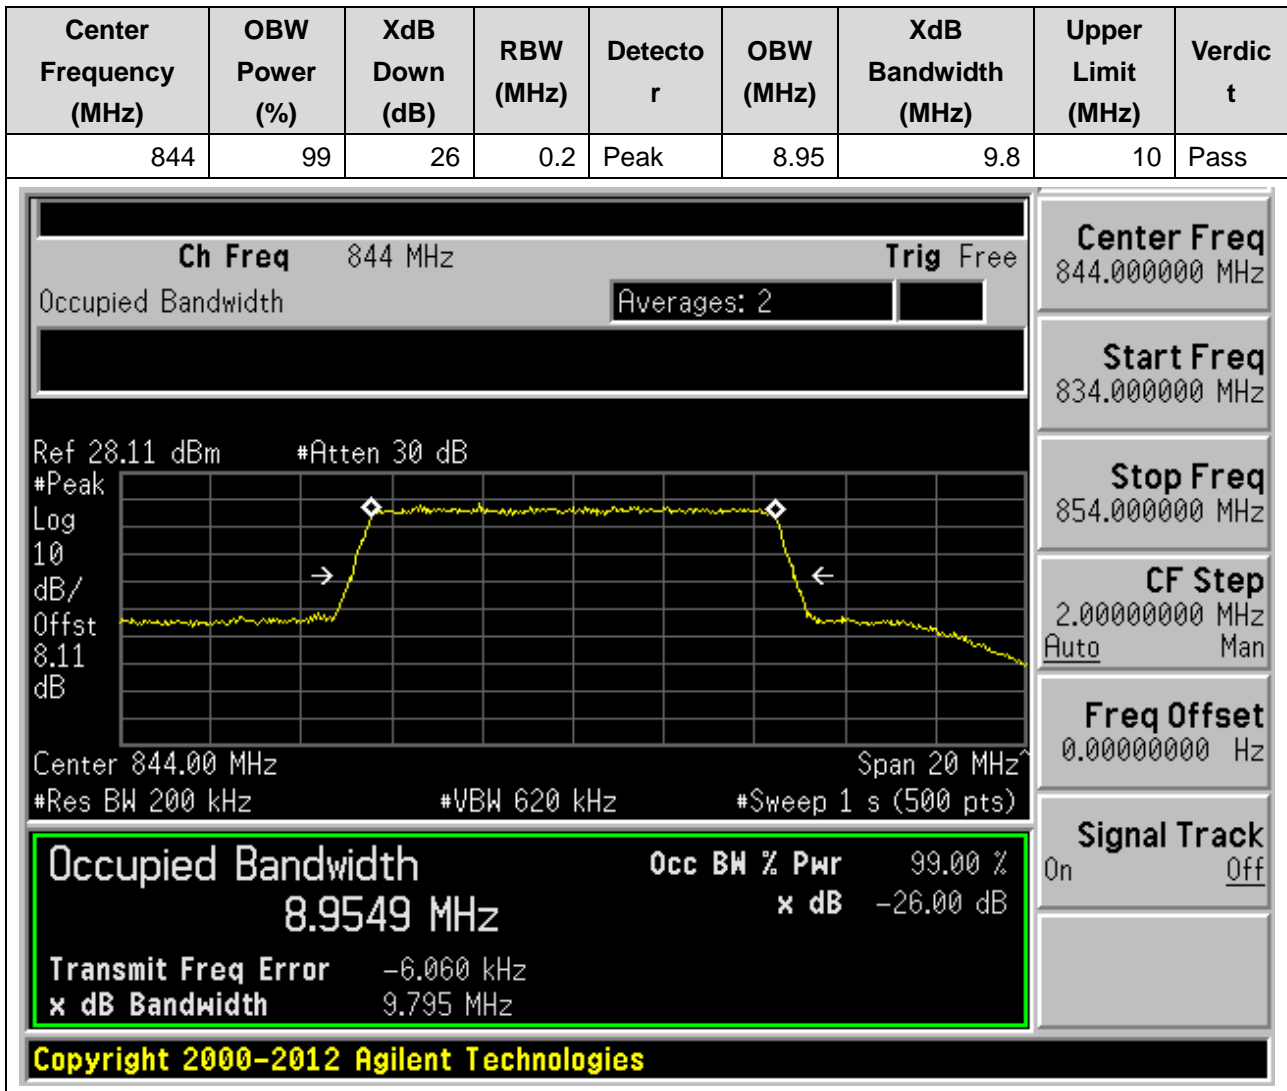 Center Frequency (MHz) OBW Power (%) XdB Down (dB) RBW (MHz) Detecto r OBW (MHz) XdB Bandwidth (MHz) Upper Limit (MHz) Verdic t
844 99 26 0.2 Peak 8.95 9.8 10 Pass
Ch Freq 844 MHz Trig Free
Occupied Bandwidth Averages: 2
Ref 28.11 dBm #Atten 30 dB
#Peak
Log
10
dB/
Offst
8.11
dB
Center 844.00 MHz Span 20 MHz^
#Res BW 200 kHz #VBW 620 kHz #Sweep 1 s (500 pts)
Occupied Bandwidth Occ BW % Pwr 99.00 %
8.9549 MHz x dB -26.00 dB
Transmit Freq Error -6.060 kHz
x dB Bandwidth 9.795 MHz
Copyright 2000-2012 Agilent Technologies
Center Freq
844.000000 MHz
Start Freq
834.000000 MHz
Stop Freq
854.000000 MHz
CF Step
2.00000000 MHz
Auto Man
Freq Offset
0.00000000 Hz
Signal Track
On Off